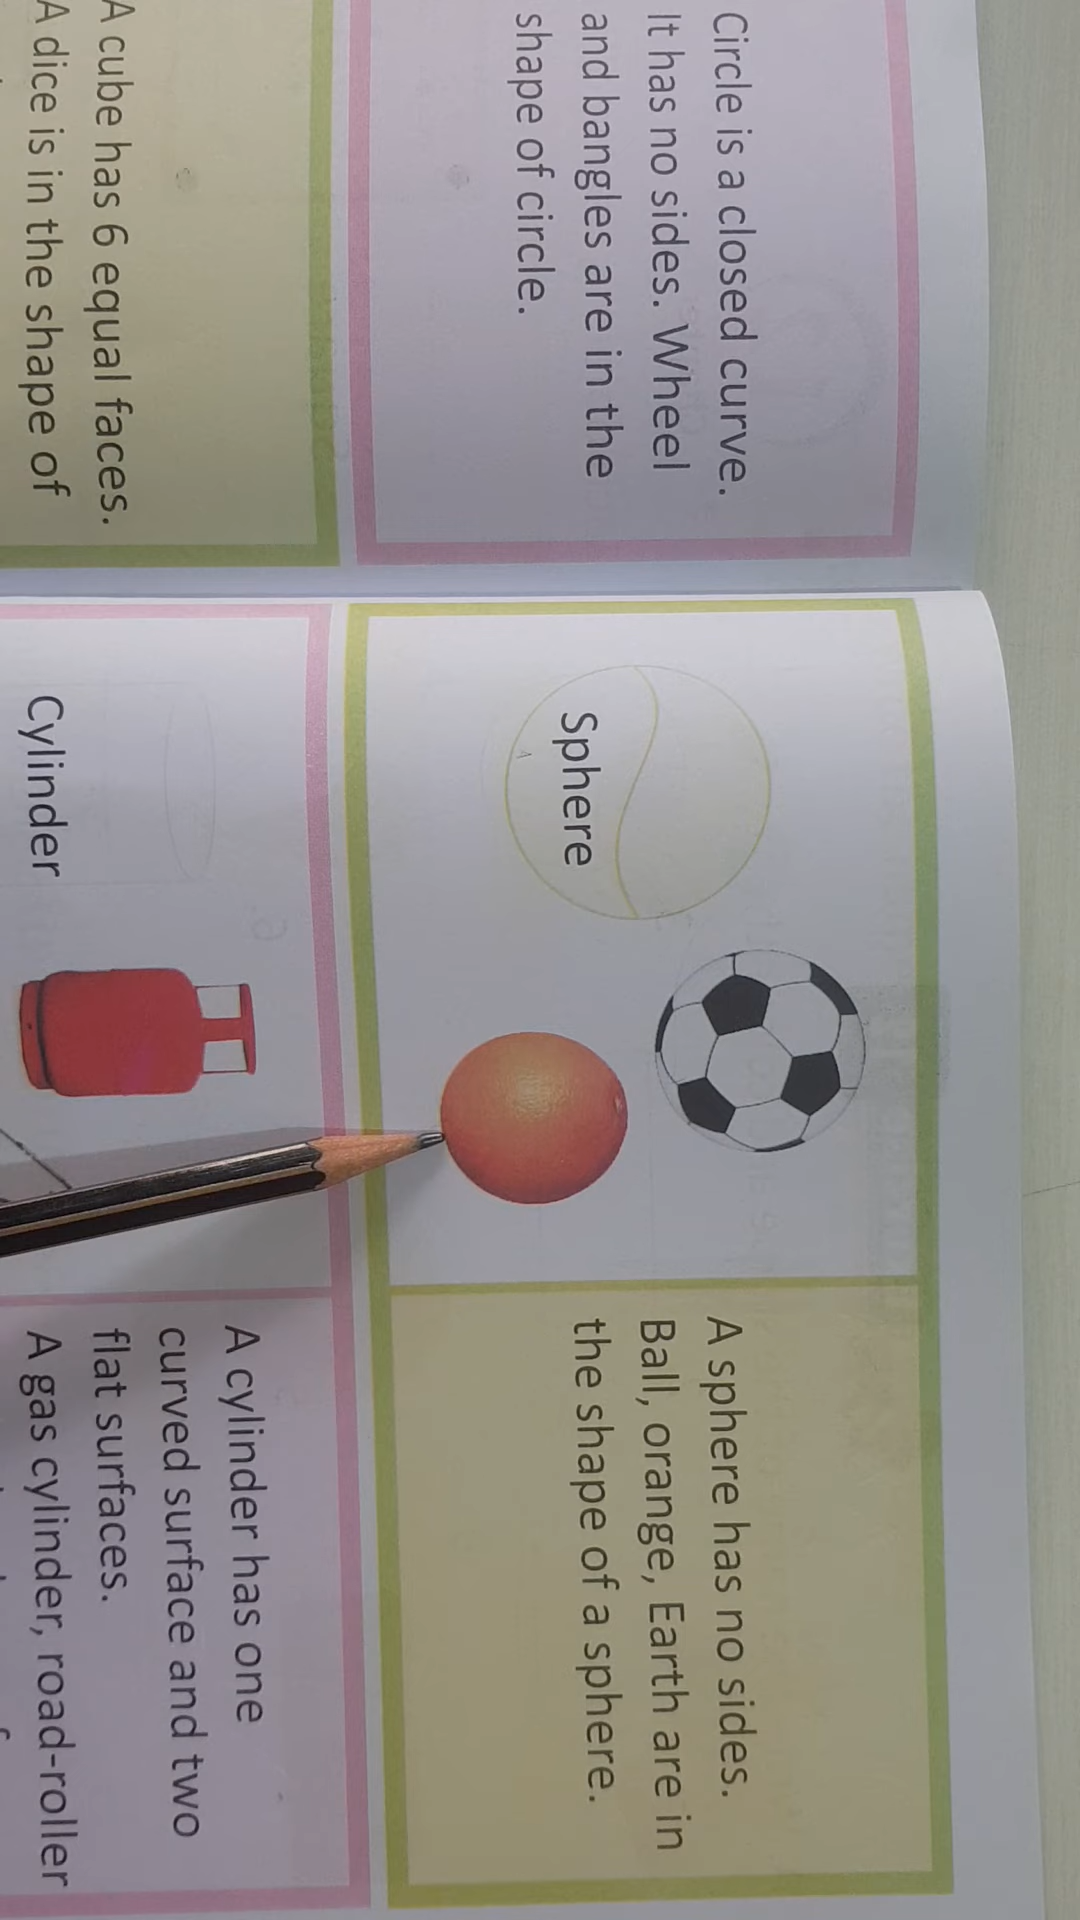 Circle is a closed curve.
It has no sides. Wheel
and bangles are in the
shape of circle.
A cube has 6 equal faces.
A dice is in the shape of
Sphere
A sphere has no sides.
Ball, orange, Earth are in
the shape of a sphere.
Cylinder
A cylinder has one
curved surface and two
flat surfaces.
A gas cylinder, road-roller